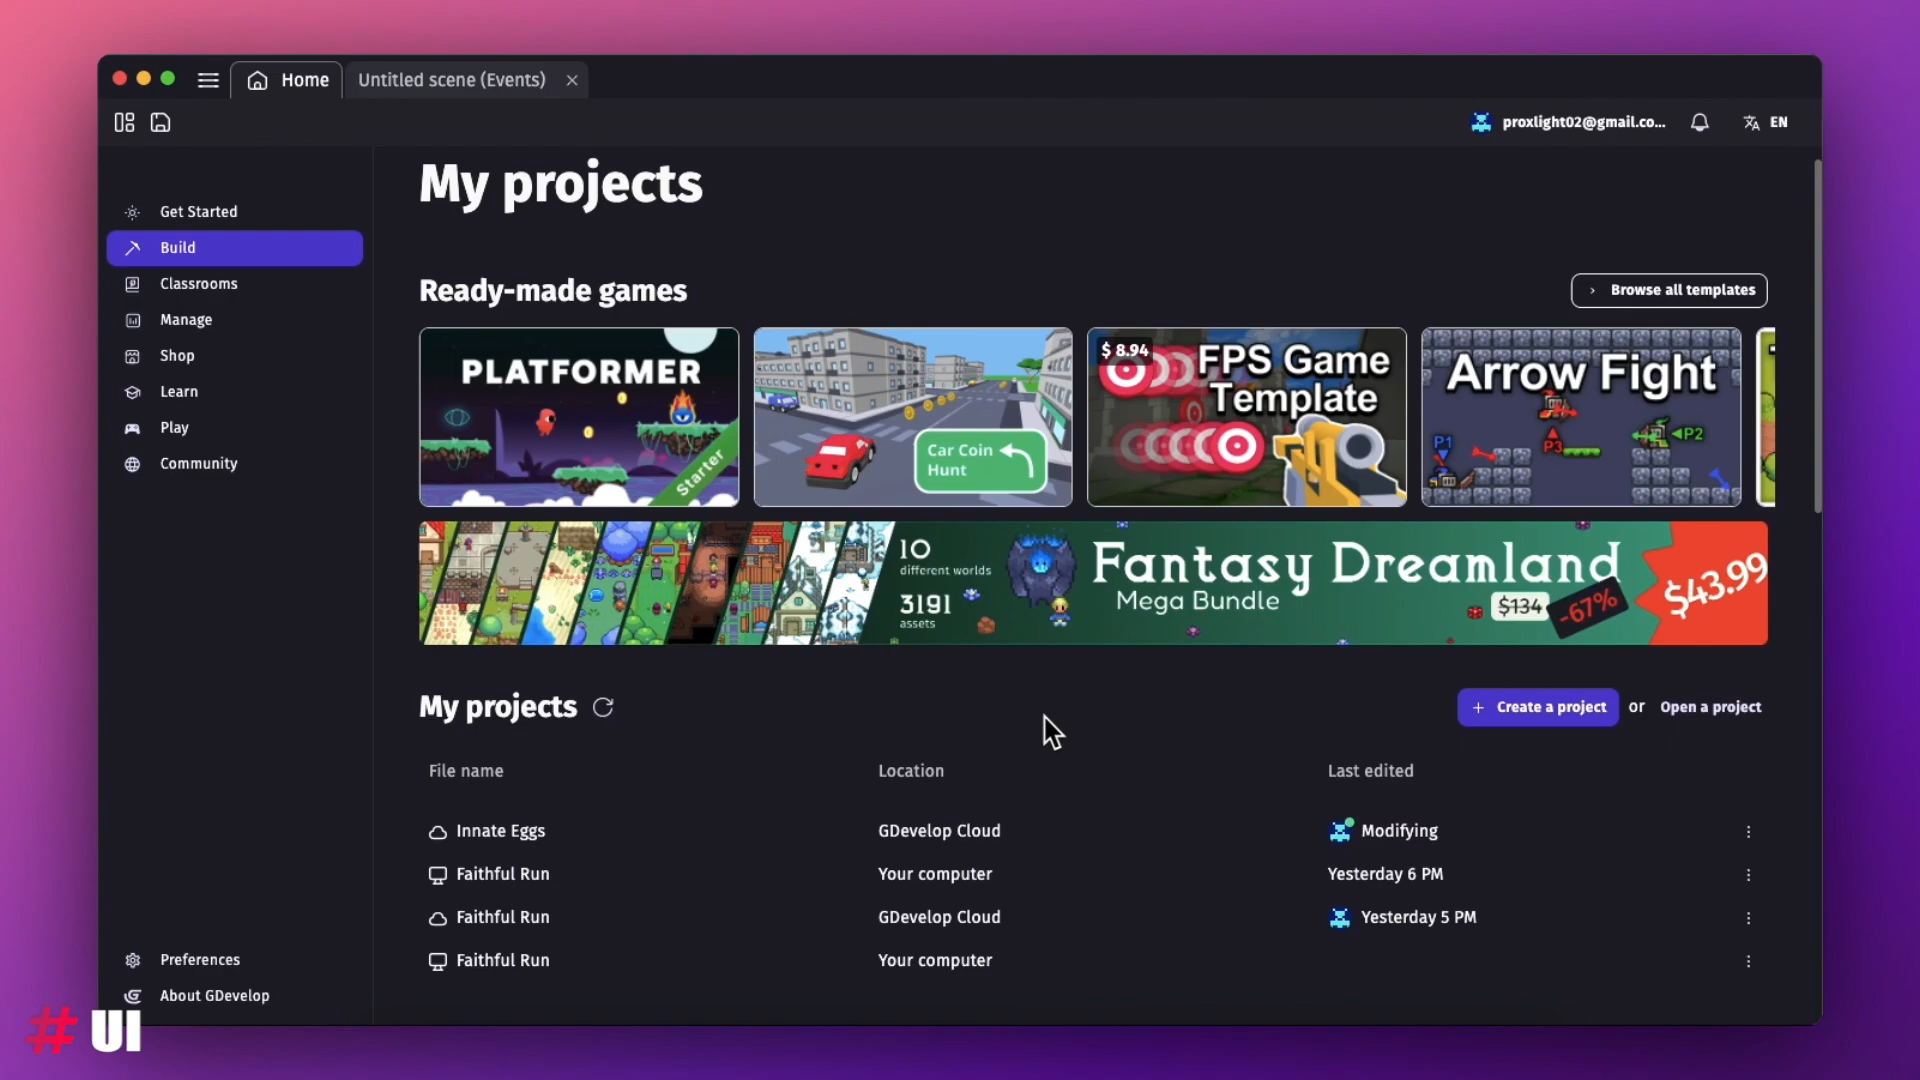 Home
Untitled scene (Events)
proxlight02@gmail.co...
EN
Get Started
Build
Classrooms
Manage
Shop
Learn
Play
Community
Preferences
About GDevelop
My projects
Ready-made games
Browse all templates
PLATFORMER
Starter
Car Coin
Hunt
$ 8.94
FPS Game
Template
Arrow Fight
P1
P3
P2
10
different worlds
3191
assets
Fantasy Dreamland
Mega Bundle
$134
-67%
$43.99
My projects
+ Create a project or Open a project
File name Location Last edited
Innate Eggs GDevelop Cloud Modifying
Faithful Run Your computer Yesterday 6 PM
Faithful Run GDevelop Cloud Yesterday 5 PM
Faithful Run Your computer
# UI